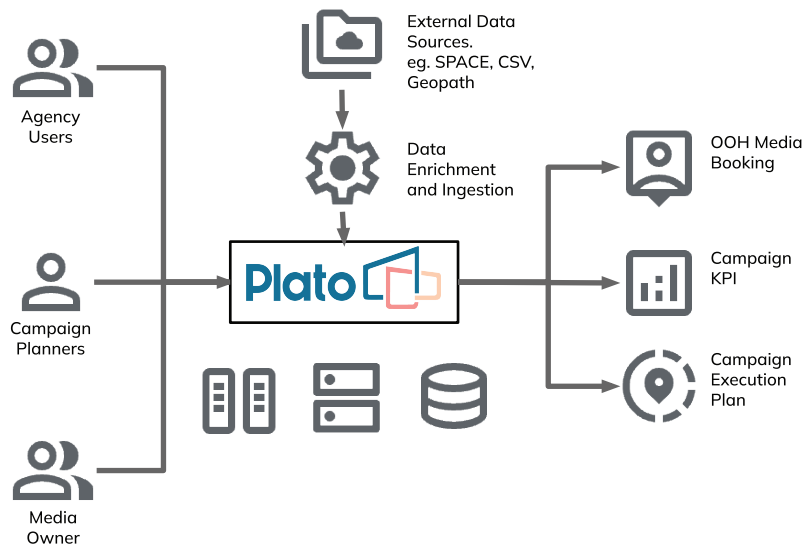 External Data
Sources.
eg. SPACE, CSV,
Geopath
Agency
Users
Data
Enrichment
and Ingestion
OOH Media
Booking
Plato
Campaign
KPI
Campaign
Planners
Campaign
Execution
Plan
Media
Owner